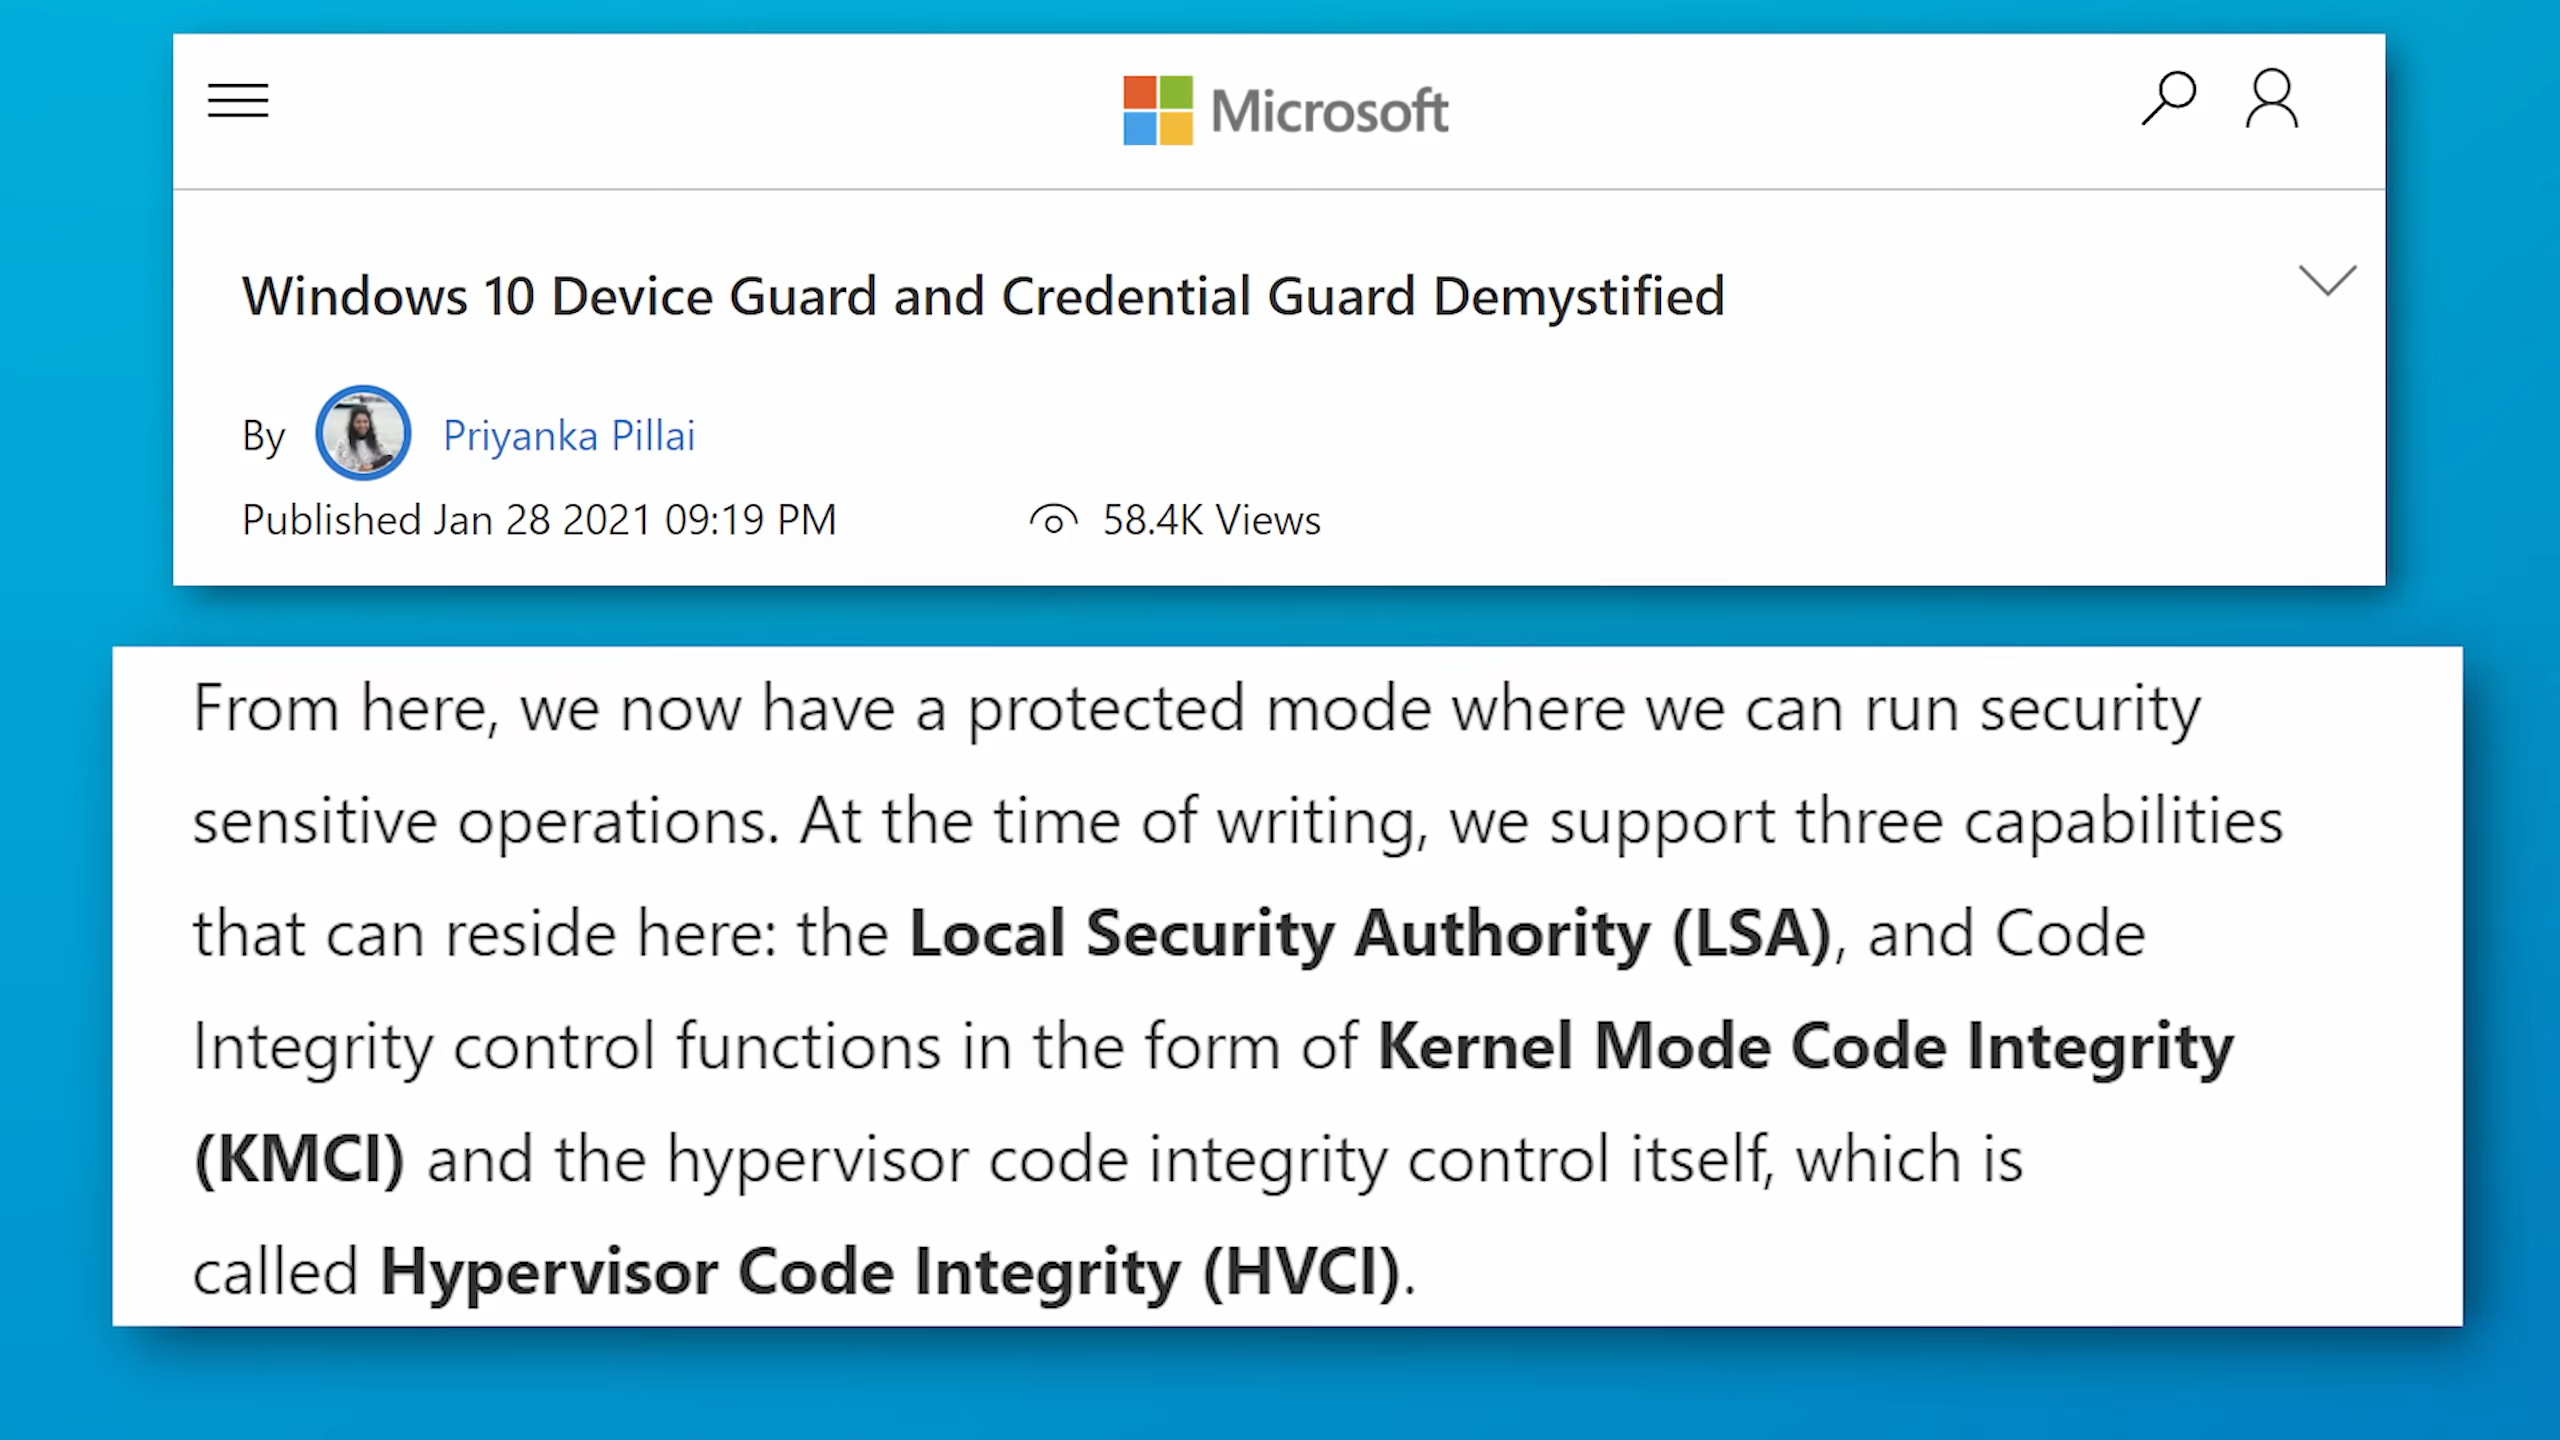 Microsoft
Windows 10 Device Guard and Credential Guard Demystified
By Priyanka Pillai
Published Jan 28 2021 09:19 PM 58.4K Views
From here, we now have a protected mode where we can run security
sensitive operations. At the time of writing, we support three capabilities
that can reside here: the Local Security Authority (LSA), and Code
Integrity control functions in the form of Kernel Mode Code Integrity
(KMCI) and the hypervisor code integrity control itself, which is
called Hypervisor Code Integrity (HVCI).